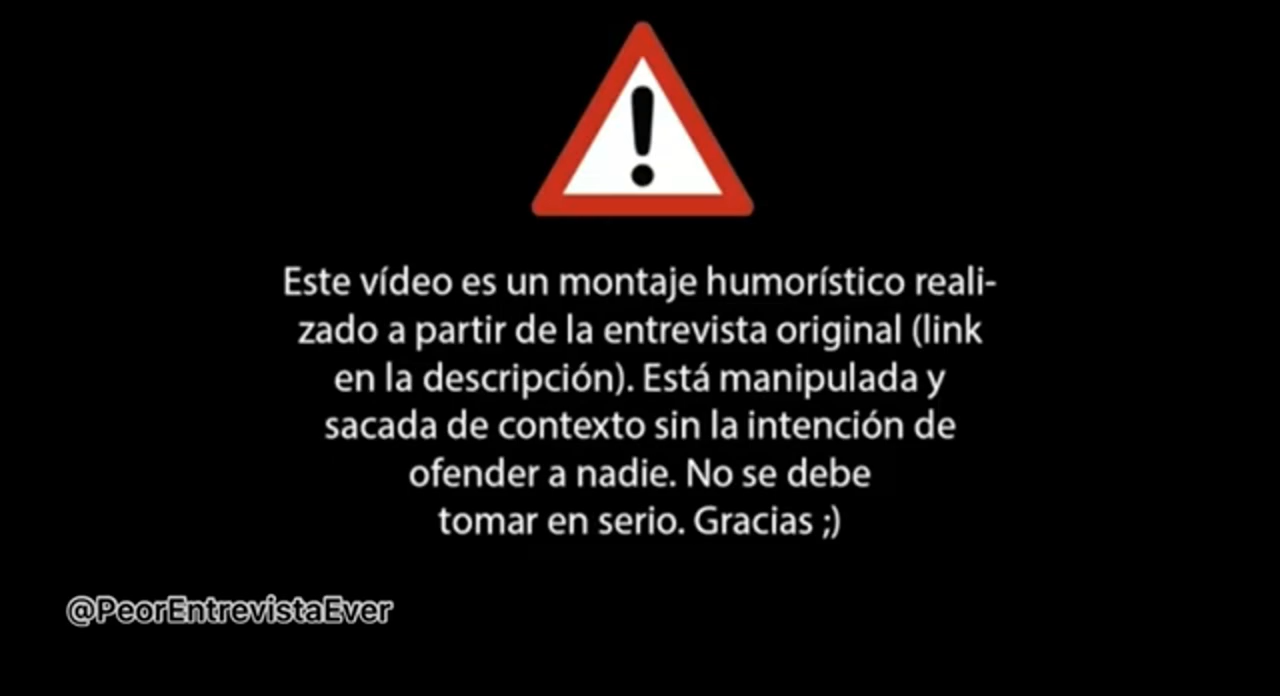 Este vídeo es un montaje humorístico reali-
zado a partir de la entrevista original (link
en la descripción). Está manipulada y
sacada de contexto sin la intención de
ofender a nadie. No se debe
tomar en serio. Gracias ;)
@PeorEntrevistaEver